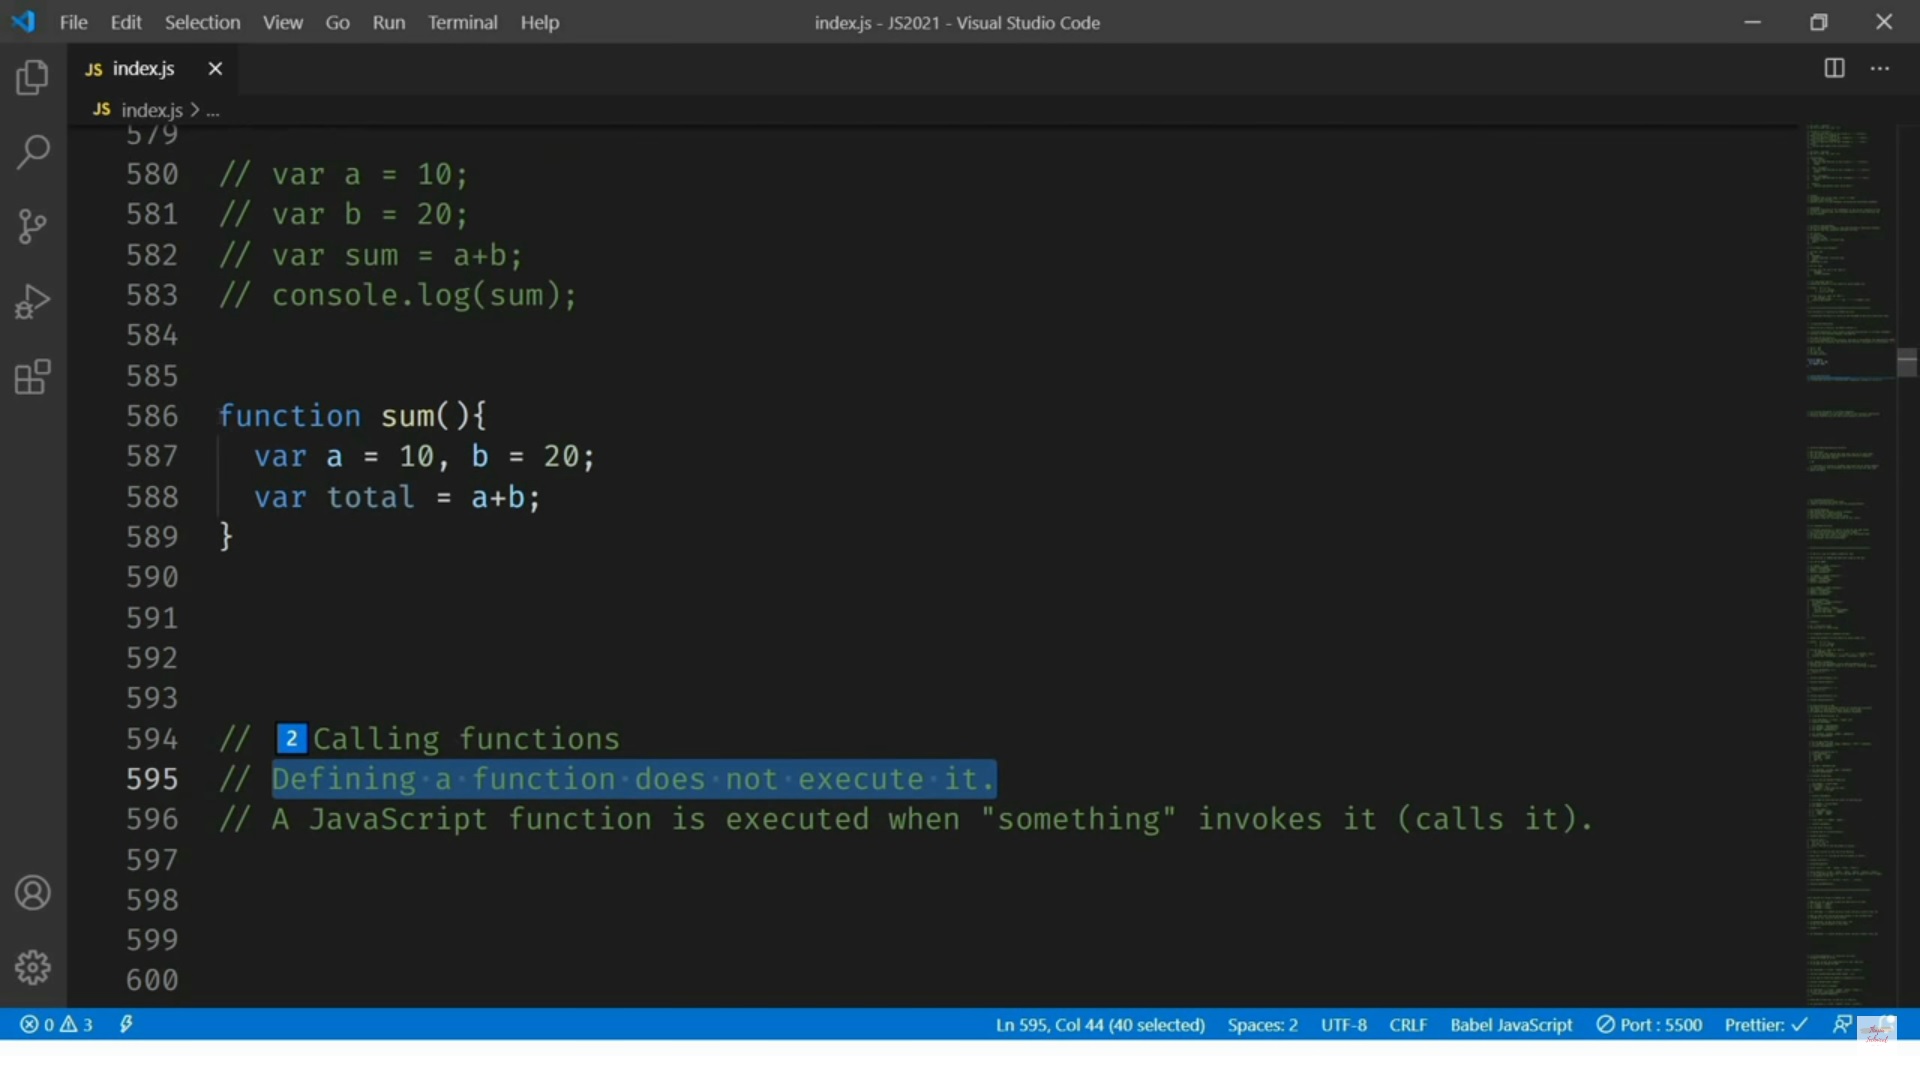 File Edit Selection View Go Run Terminal Help index.js - JS2021 - Visual Studio Code
JS index.js
JS index.js > ...
579
580 // var a = 10;
581 // var b = 20;
582 // var sum = a+b;
583 // console.log(sum);
584
585
586 function sum(){
587 var a = 10, b = 20;
588 var total = a+b;
589 }
590
591
592
593
594 // 2 Calling functions
595 // Defining a function does not execute it.
596 // A JavaScript function is executed when "something" invokes it (calls it).
597
598
599
600
0 3 Ln 595, Col 44 (40 selected) Spaces: 2 UTF-8 CRLF Babel JavaScript Port : 5500 Prettier: ✓